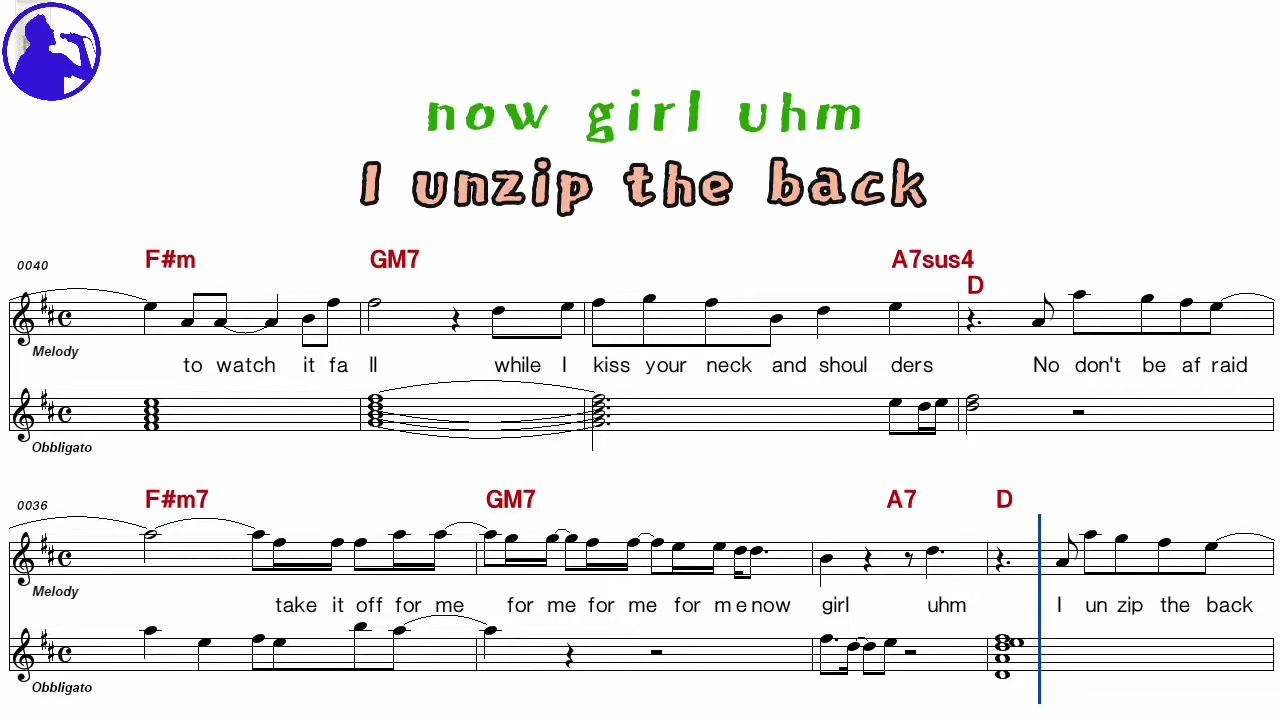 now girl uhm
I unzip the back
0040
F#m GM7 A7sus4
D
Melody
to watch it fa ll while I kiss your neck and shoul ders No don't be af raid
Obbligato
0036
F#m7 GM7 A7 D
Melody
take it off for me for me for me for m e now girl uhm I un zip the back
Obbligato